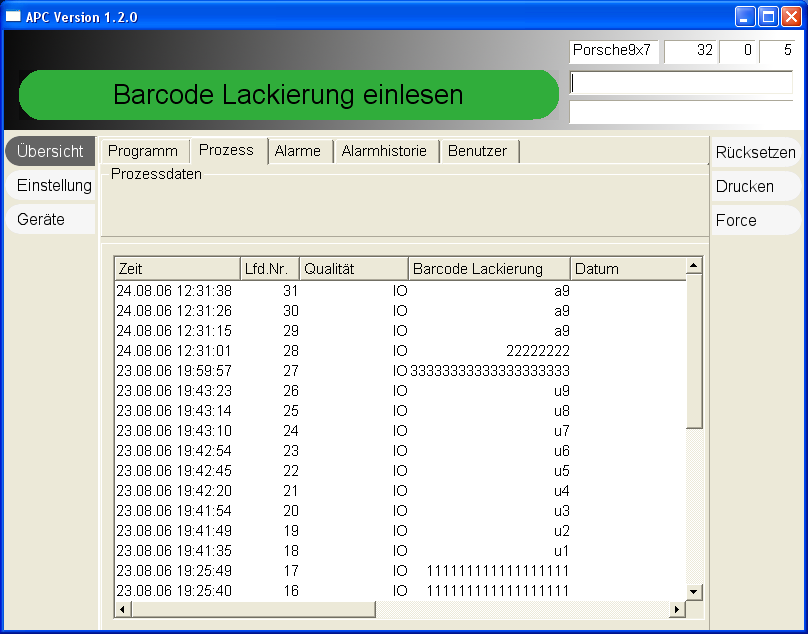 APC Version 1.2.0
Barcode Lackierung einlesen
Porsche9x7 32 0 5
Übersicht
Einstellung
Geräte
Programm Prozess Alarme Alarmhistorie Benutzer
Prozessdaten
Rücksetzen
Drucken
Force
Zeit Lfd.Nr. Qualität Barcode Lackierung Datum
24.08.06 12:31:38 31 IO a9
24.08.06 12:31:26 30 IO a9
24.08.06 12:31:15 29 IO a9
24.08.06 12:31:01 28 IO 22222222
23.08.06 19:59:57 27 IO 33333333333333333333
23.08.06 19:43:23 26 IO u9
23.08.06 19:43:14 25 IO u8
23.08.06 19:43:10 24 IO u7
23.08.06 19:42:54 23 IO u6
23.08.06 19:42:45 22 IO u5
23.08.06 19:42:20 21 IO u4
23.08.06 19:41:54 20 IO u3
23.08.06 19:41:49 19 IO u2
23.08.06 19:41:35 18 IO u1
23.08.06 19:25:49 17 IO 111111111111111111
23.08.06 19:25:40 16 IO 111111111111111111